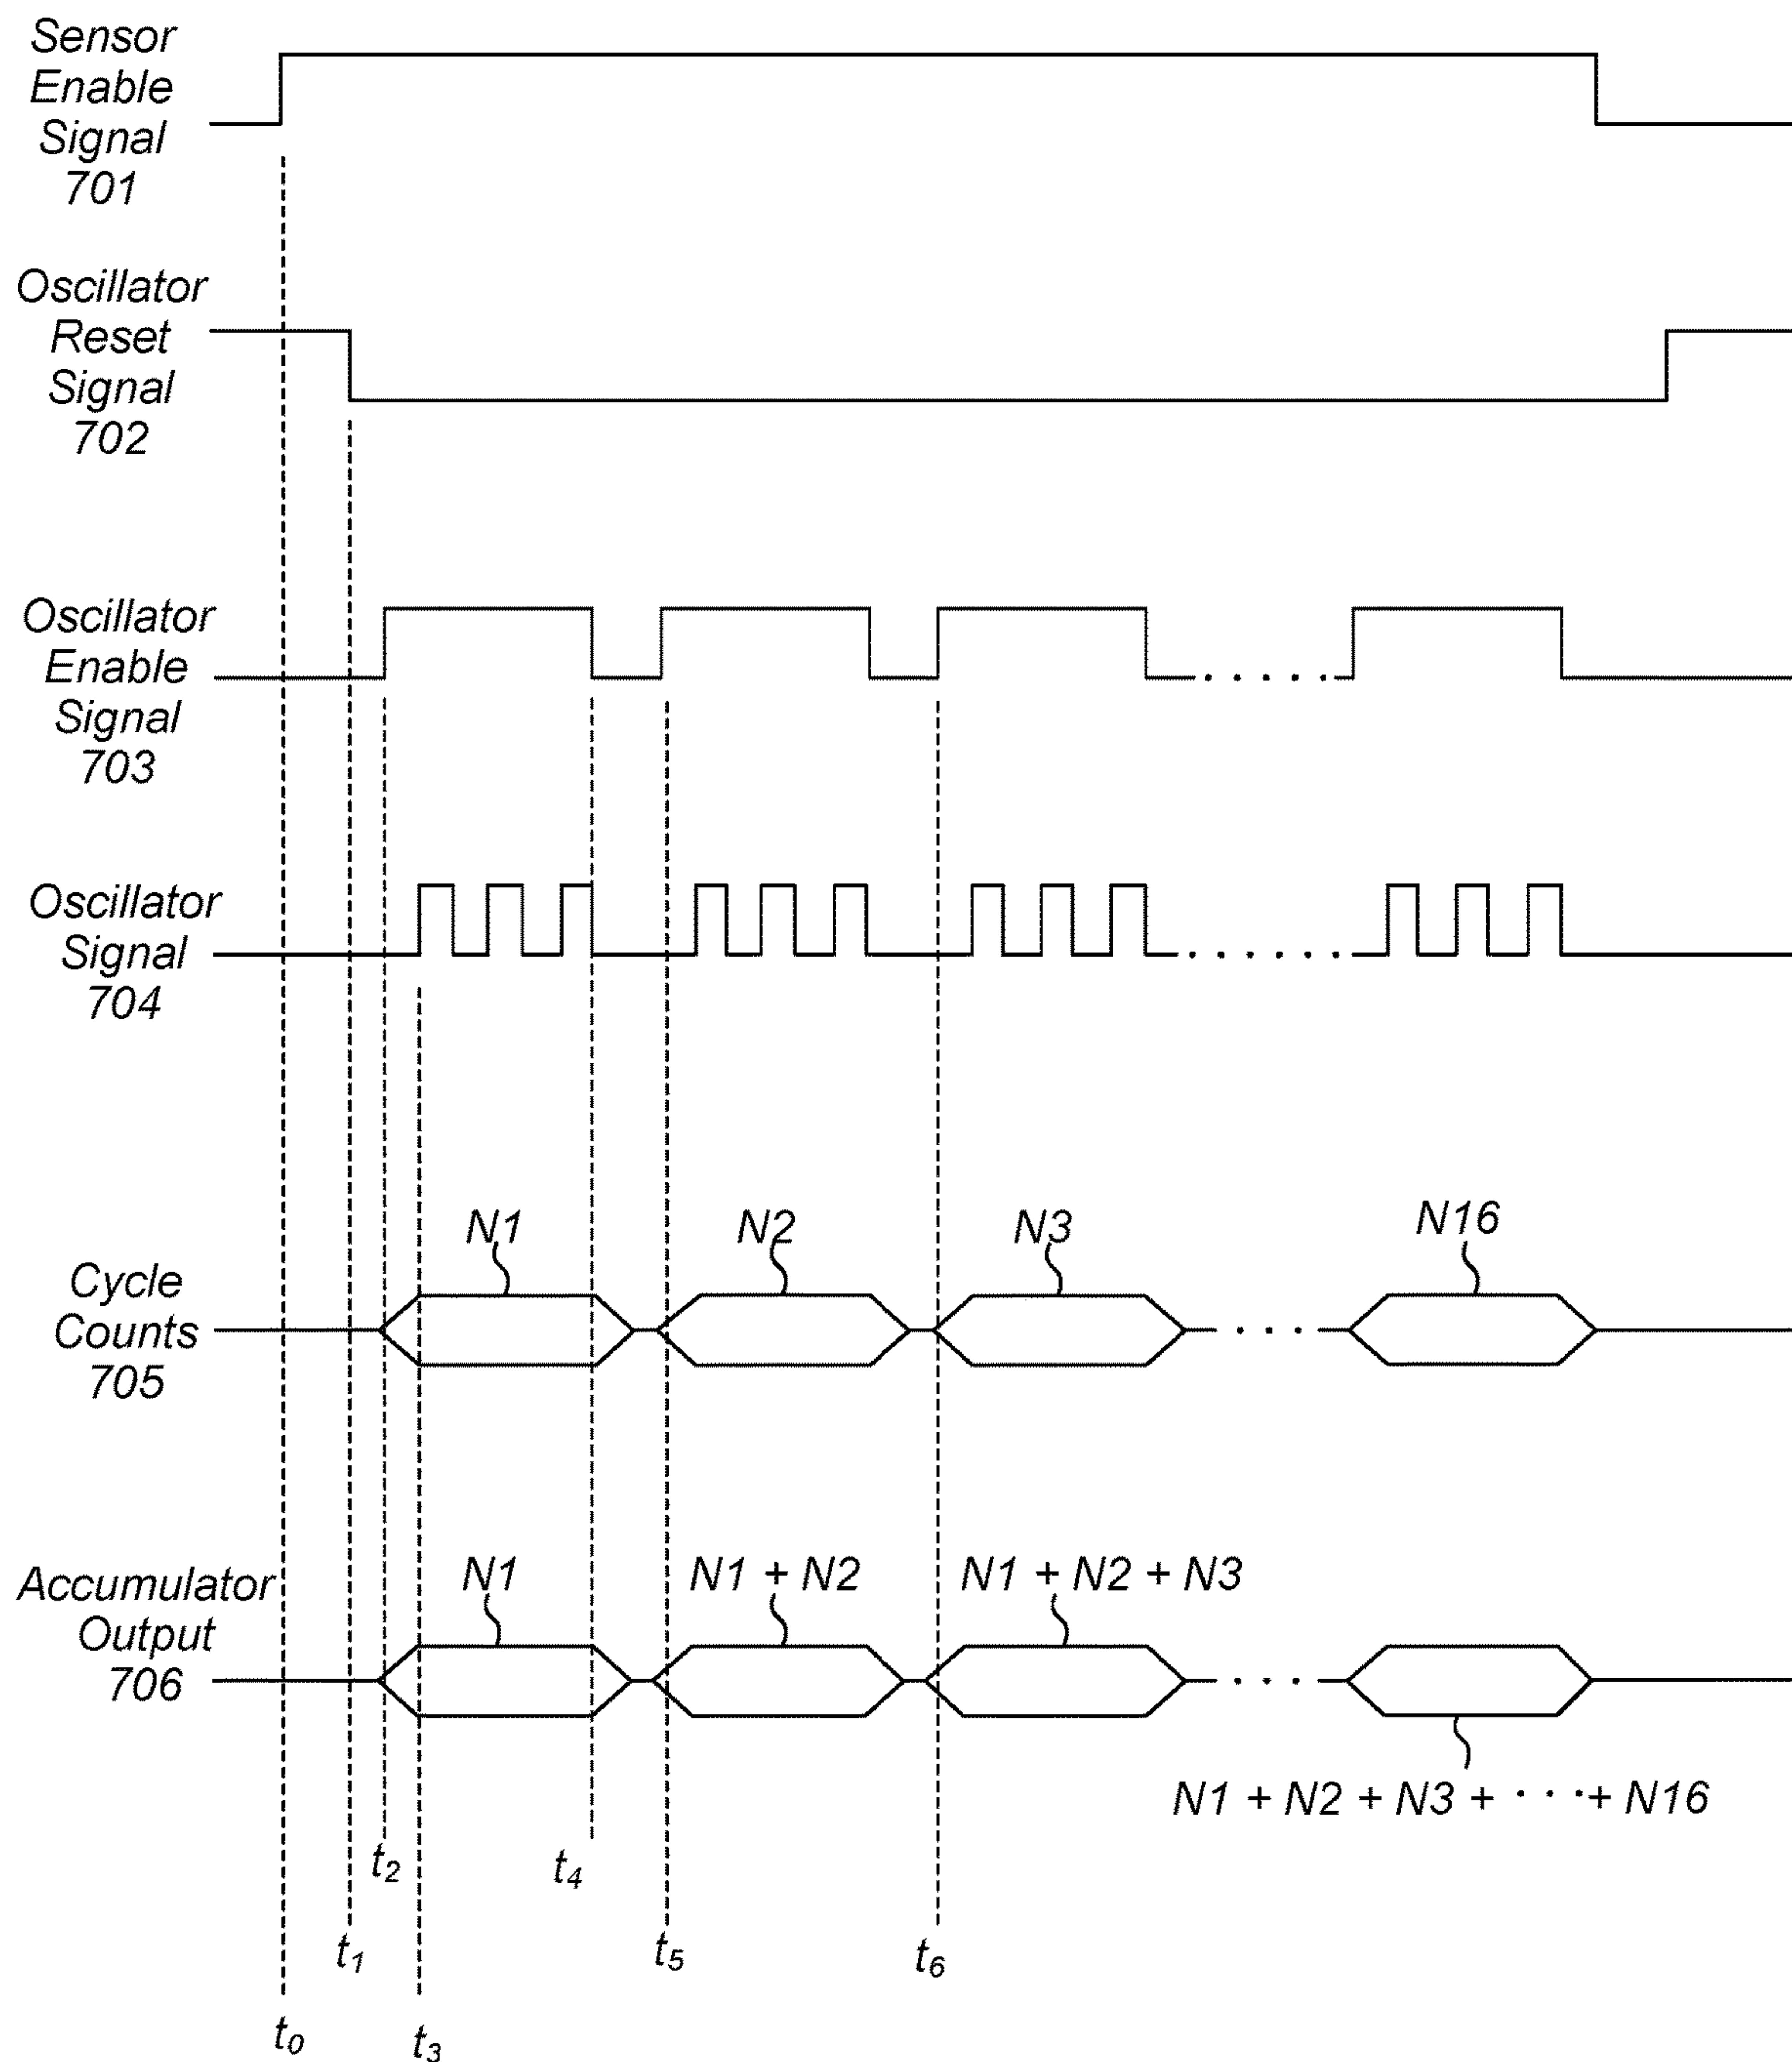 Sensor
Enable
Signal
701
Oscillator
Reset
Signal
702
Oscillator
Enable
Signal
703
Oscillator
Signal
704
N1
N2
N3
N16
Cycle
Counts
705
N1
N1 + N2
N1 + N2 + N3
Accumulator
Output
706
N1 + N2 + N3 + · · · + N16
t2
t4
t1
t5
t6
t0
t3